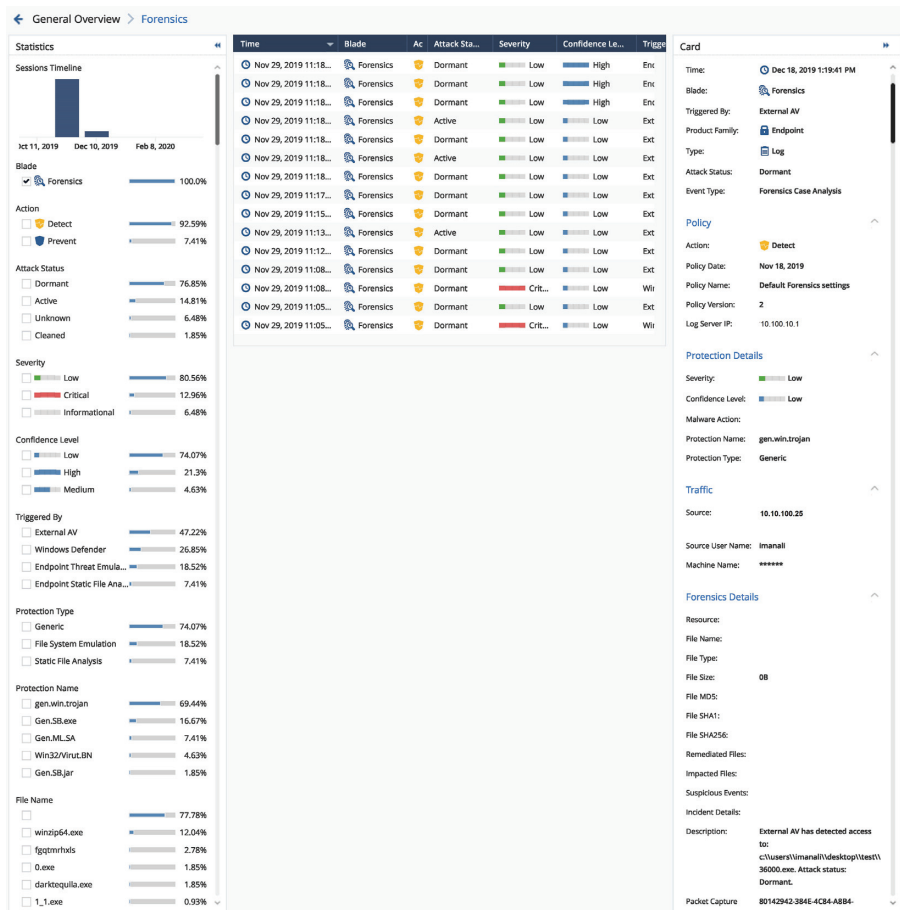 General Overview > Forensics
Statistics
Sessions Timeline
Oct 11, 2019 Dec 10, 2019 Feb 8, 2020
Blade
Forensics 100.0%
Action
Detect 92.59%
Prevent 7.41%
Attack Status
Dormant 76.85%
Active 14.81%
Unknown 6.48%
Cleaned 1.85%
Severity
Low 80.56%
Critical 12.96%
Informational 6.48%
Confidence Level
Low 74.07%
High 21.3%
Medium 4.63%
Triggered By
External AV 47.22%
Windows Defender 26.85%
Endpoint Threat Emula... 18.52%
Endpoint Static File Ana... 7.41%
Protection Type
Generic 74.07%
File System Emulation 18.52%
Static File Analysis 7.41%
Protection Name
gen.win.trojan 69.44%
Gen.SB.exe 16.67%
Gen.ML.SA 7.41%
Win32/Virut.BN 4.63%
Gen.SB.jar 1.85%
File Name
77.78%
winzip64.exe 12.04%
fgqtmrhxls 2.78%
0.exe 1.85%
darktequila.exe 1.85%
1_1.exe 0.93%
Time Blade Ac Attack Sta... Severity Confidence Le... Trigge
Nov 29, 2019 11:18... Forensics Dormant Low High Enc
Nov 29, 2019 11:18... Forensics Dormant Low High Enc
Nov 29, 2019 11:18... Forensics Dormant Low High Enc
Nov 29, 2019 11:18... Forensics Active Low Low Ext
Nov 29, 2019 11:18... Forensics Dormant Low Low Ext
Nov 29, 2019 11:18... Forensics Active Low Low Ext
Nov 29, 2019 11:18... Forensics Dormant Low Low Ext
Nov 29, 2019 11:17... Forensics Dormant Low Low Ext
Nov 29, 2019 11:15... Forensics Dormant Low Low Ext
Nov 29, 2019 11:13... Forensics Active Low Low Ext
Nov 29, 2019 11:12... Forensics Dormant Low Low Ext
Nov 29, 2019 11:08... Forensics Dormant Low Low Ext
Nov 29, 2019 11:08... Forensics Dormant Crit... Low Wir
Nov 29, 2019 11:05... Forensics Dormant Low Low Ext
Nov 29, 2019 11:05... Forensics Dormant Crit... Low Wir
Card
Time: Dec 18, 2019 1:19:41 PM
Blade: Forensics
Triggered By: External AV
Product Family: Endpoint
Type: Log
Attack Status: Dormant
Event Type: Forensics Case Analysis
Policy
Action: Detect
Policy Date: Nov 18, 2019
Policy Name: Default Forensics settings
Policy Version: 2
Log Server IP: 10.100.10.1
Protection Details
Severity: Low
Confidence Level: Low
Malware Action:
Protection Name: gen.win.trojan
Protection Type: Generic
Traffic
Source: 10.10.100.25
Source User Name: imanali
Machine Name: ******
Forensics Details
Resource:
File Name:
File Type:
File Size: 0B
File MD5:
File SHA1:
File SHA256:
Remediated Files:
Impacted Files:
Suspicious Events:
Incident Details:
Description: External AV has detected access
to:
c:\\users\\imanali\\desktop\\test\\
36000.exe. Attack status:
Dormant.
Packet Capture 80142942-384E-4C84-A8B4-